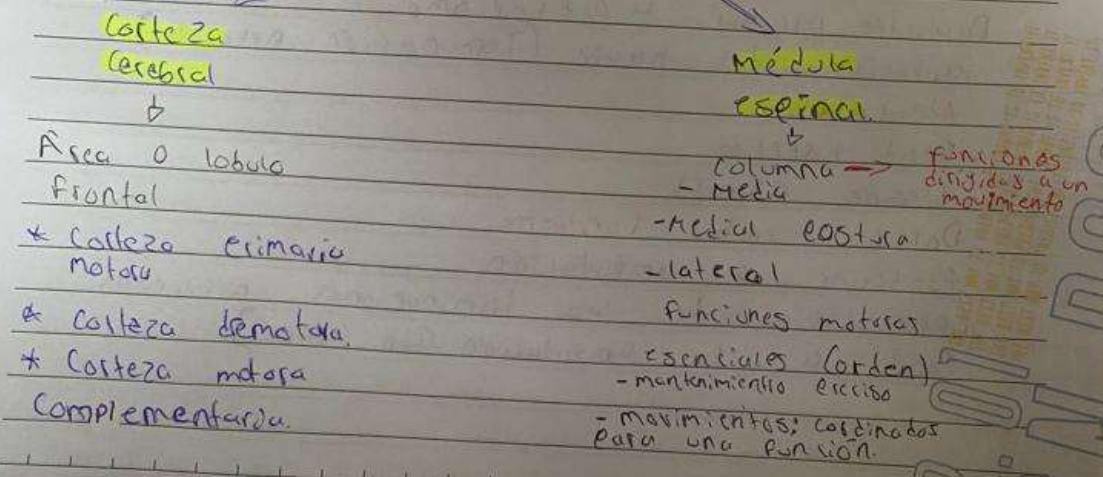 Corteza
Cerebral
Área o lobulo
frontal
* Corteza primaria
motora
* Corteza premotora.
* Corteza motora
Complementaria.
Médula
espinal
columna → funciones
dirigidas a un
movimiento
- Media
- Medial postura
- lateral
funciones motoras
esenciales (orden)
- mantenimiento preciso
- movimientos; cordinados
para una función.